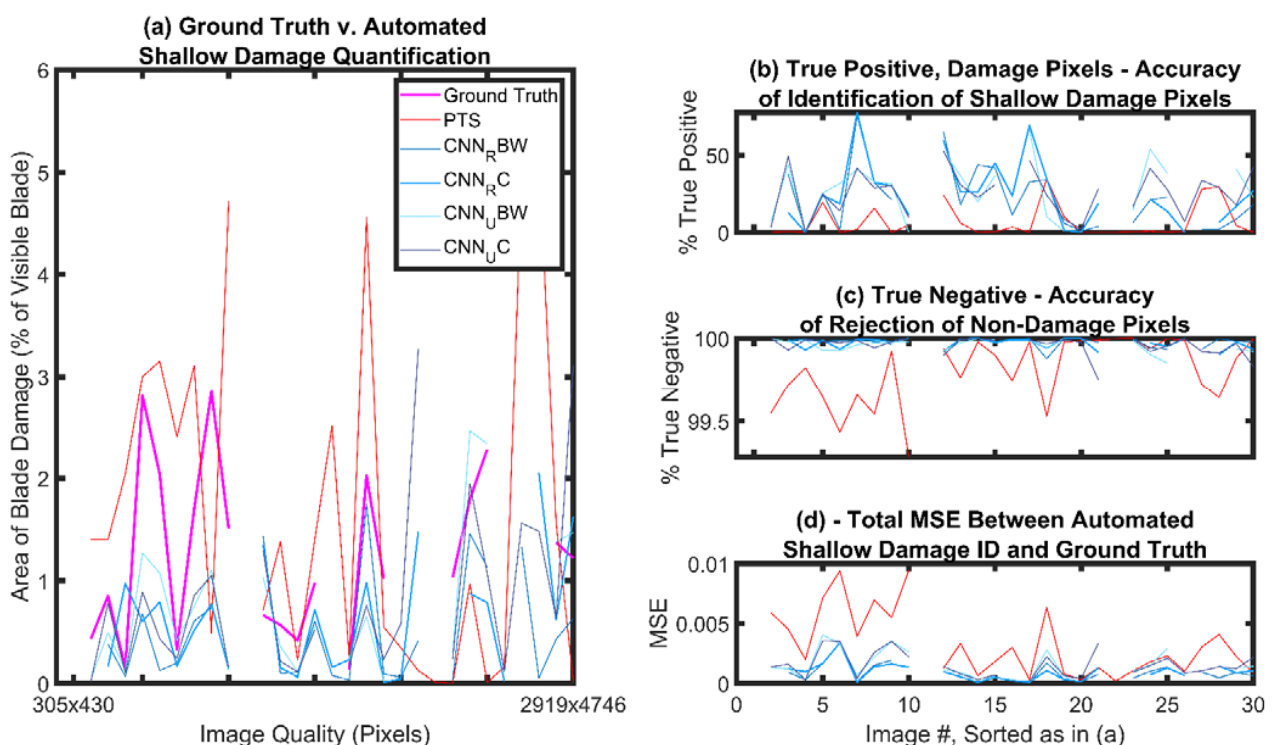 (a) Ground Truth v. Automated
Shallow Damage Quantification
Area of Blade Damage (% of Visible Blade)
6
5
4
3
2
1
0
Ground Truth
PTS
CNN_RBW
CNN_RC
CNN_UBW
CNN_UC
305x430
2919x4746
Image Quality (Pixels)
(b) True Positive, Damage Pixels - Accuracy
of Identification of Shallow Damage Pixels
% True Positive
50
0
(c) True Negative - Accuracy
of Rejection of Non-Damage Pixels
% True Negative
100
99.5
(d) - Total MSE Between Automated
Shallow Damage ID and Ground Truth
MSE
0.01
0.005
0
0 5 10 15 20 25 30
Image #, Sorted as in (a)